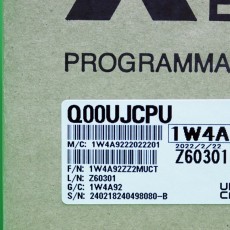 PROGRAMMA
Q00UJCPU
1W4A
M/C: 1W4A9222022201
2022/2/22
Z60301
F/N: 1W4A92ZZ2MUCT
L/N: Z60301
G/C: 1W4A92
S/N: 240218240498080-B